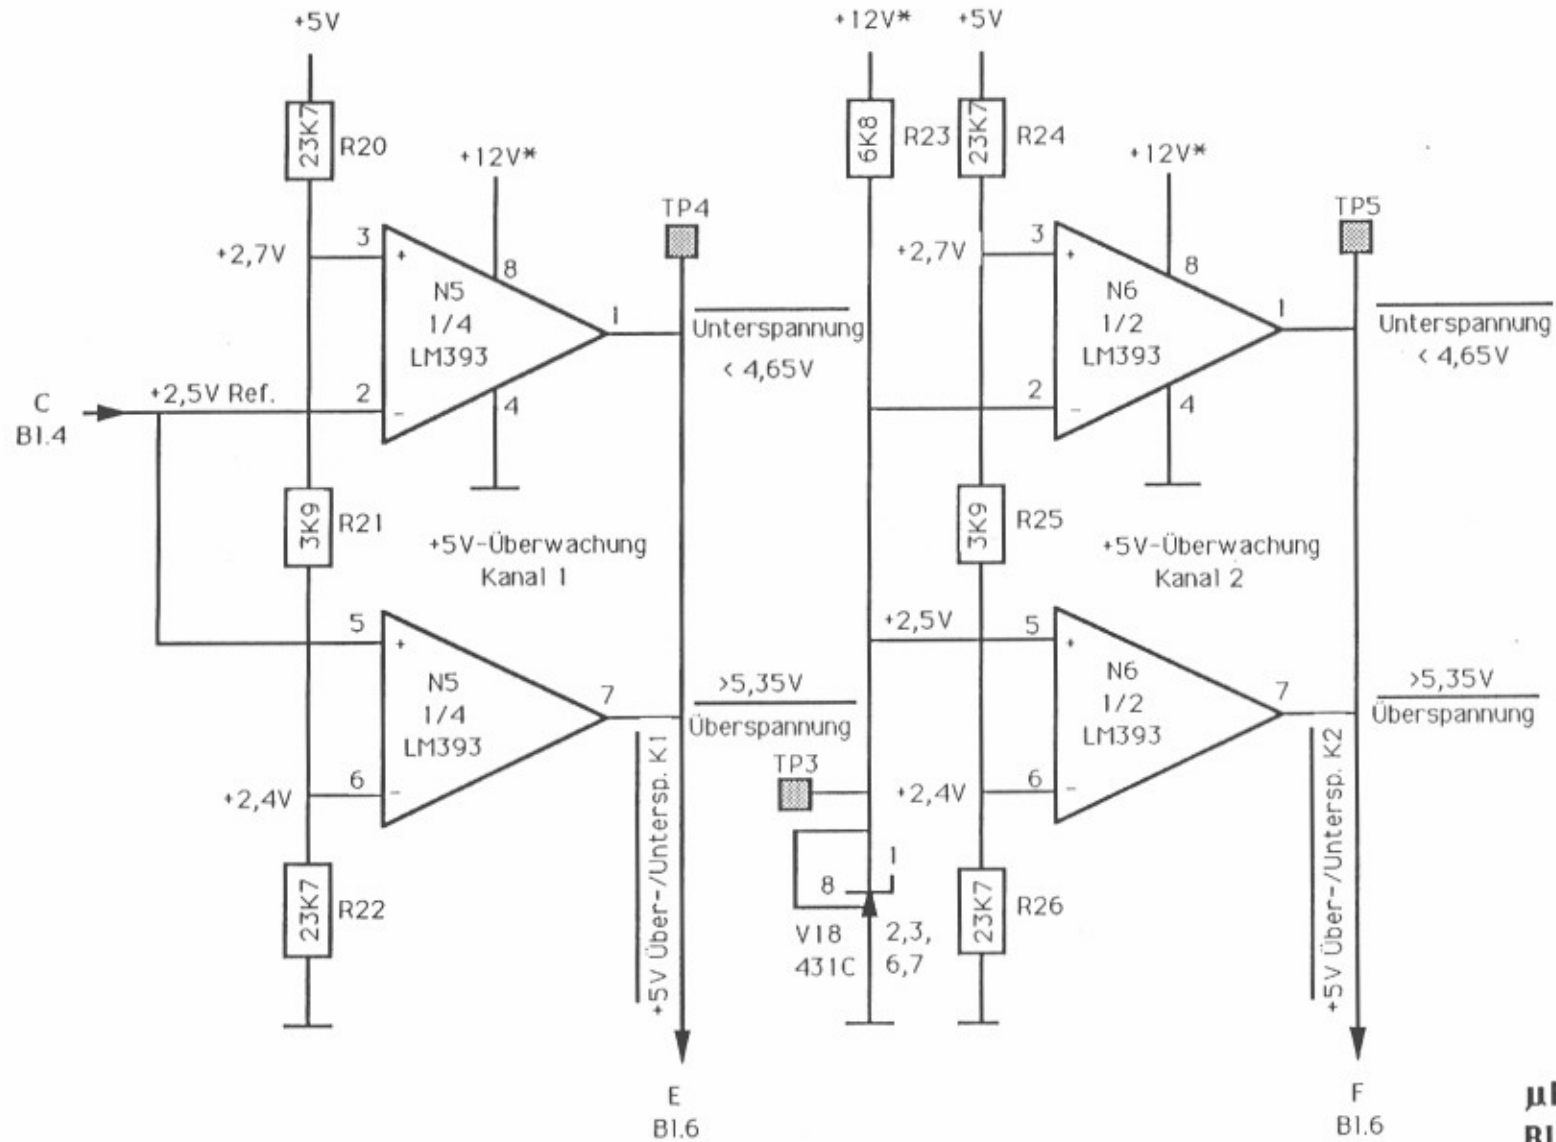 +5V
23K7
R20
+12V*
+2,7V
3
+
8
N5
1/4
LM393
1
TP4
Unterspannung
< 4,65V
C
Bl.4
+2,5V Ref.
2
-
4
3K9
R21
+5V-Überwachung
Kanal 1
5
+
N5
1/4
LM393
7
>5,35V
Überspannung
+2,4V
6
-
23K7
R22
+5V Über-/Untersp. K1
E
Bl.6
+12V*
6K8
R23
+5V
23K7
R24
+12V*
+2,7V
3
+
8
N6
1/2
LM393
1
TP5
Unterspannung
< 4,65V
2
-
4
3K9
R25
+5V-Überwachung
Kanal 2
+2,5V
5
+
N6
1/2
LM393
7
>5,35V
Überspannung
TP3
+2,4V
6
-
1
8
V18
431C
2,3,
6,7
23K7
R26
+5V Über-/Untersp. K2
F
Bl.6